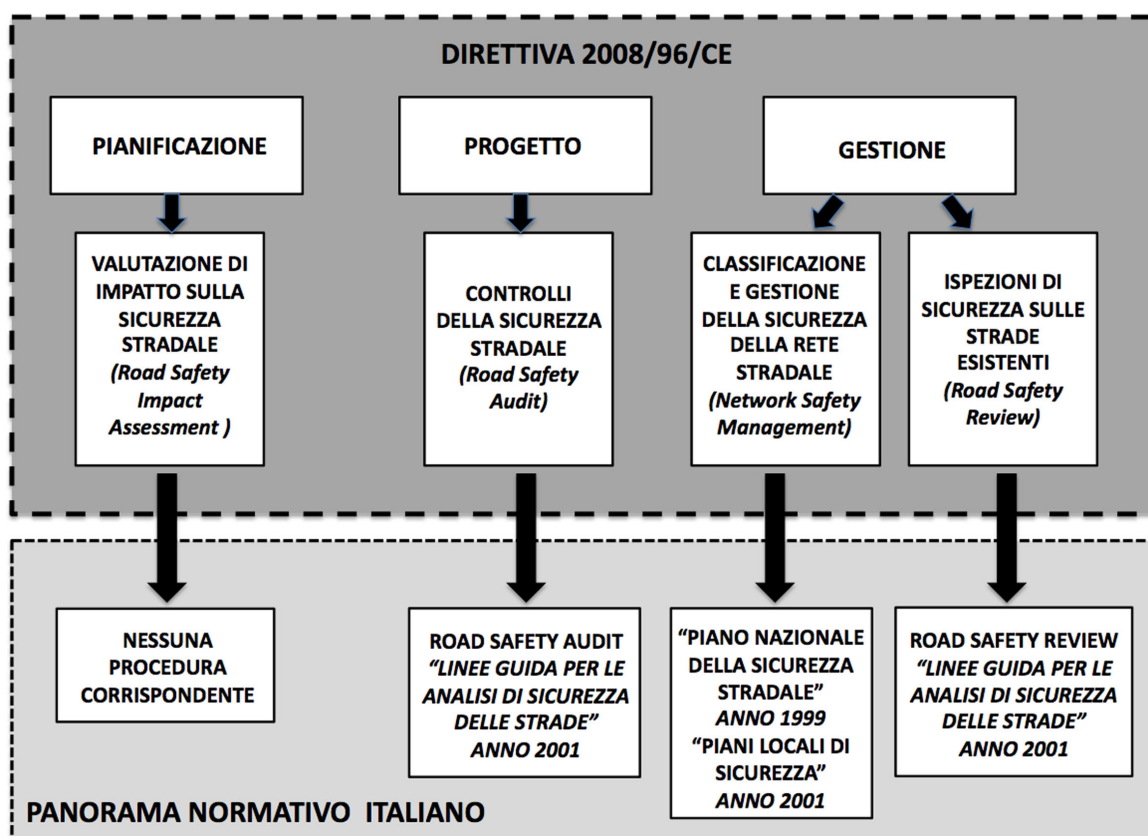 DIRETTIVA 2008/96/CE
PIANIFICAZIONE
PROGETTO
GESTIONE
VALUTAZIONE DI
IMPATTO SULLA
SICUREZZA
STRADALE
(Road Safety
Impact
Assessment )
CONTROLLI
DELLA SICUREZZA
STRADALE
(Road Safety
Audit)
CLASSIFICAZIONE
E GESTIONE
DELLA SICUREZZA
DELLA RETE
STRADALE
(Network Safety
Management)
ISPEZIONI DI
SICUREZZA SULLE
STRADE
ESISTENTI
(Road Safety
Review)
NESSUNA
PROCEDURA
CORRISPONDENTE
ROAD SAFETY AUDIT
“LINEE GUIDA PER LE
ANALISI DI SICUREZZA
DELLE STRADE”
ANNO 2001
“PIANO NAZIONALE
DELLA SICUREZZA
STRADALE”
ANNO 1999
“PIANI LOCALI DI
SICUREZZA”
ANNO 2001
ROAD SAFETY REVIEW
“LINEE GUIDA PER LE
ANALISI DI SICUREZZA
DELLE STRADE”
ANNO 2001
PANORAMA NORMATIVO ITALIANO